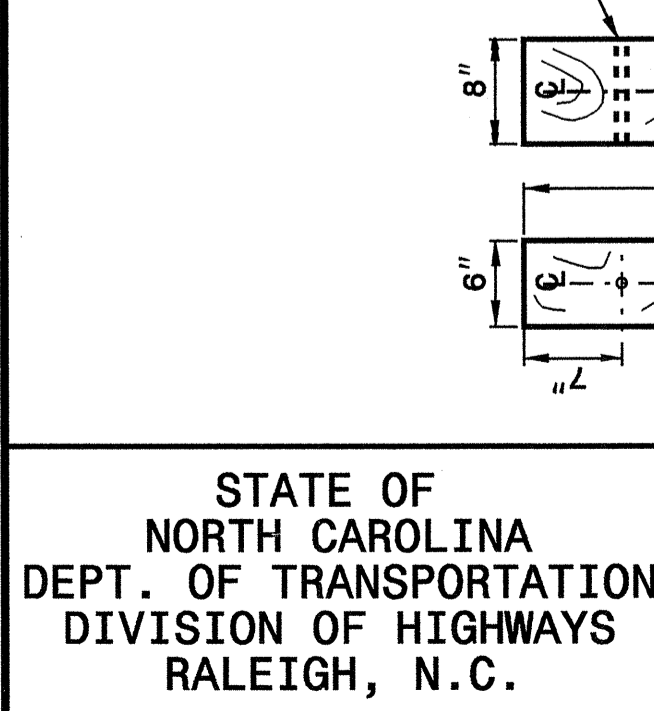 8"
℄
6"
℄
7"
STATE OF
NORTH CAROLINA
DEPT. OF TRANSPORTATION
DIVISION OF HIGHWAYS
RALEIGH, N.C.